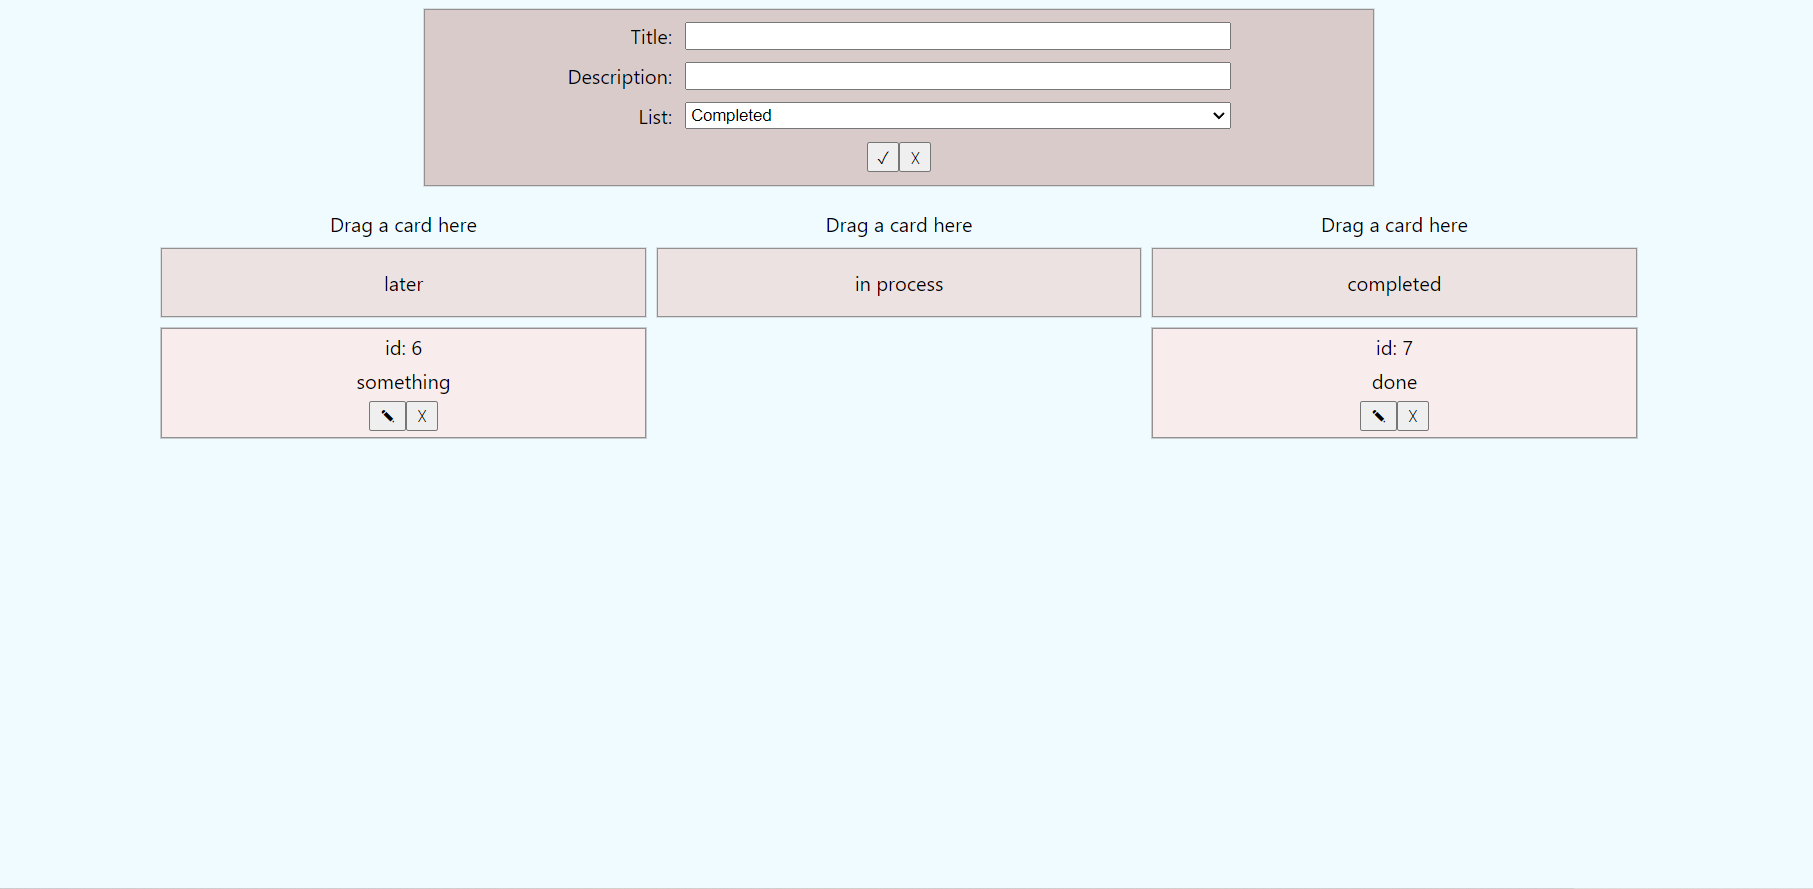 Title:
Description:
List: Completed
✓ X
Drag a card here Drag a card here Drag a card here
later in process completed
id: 6 id: 7
something done
✎ X ✎ X